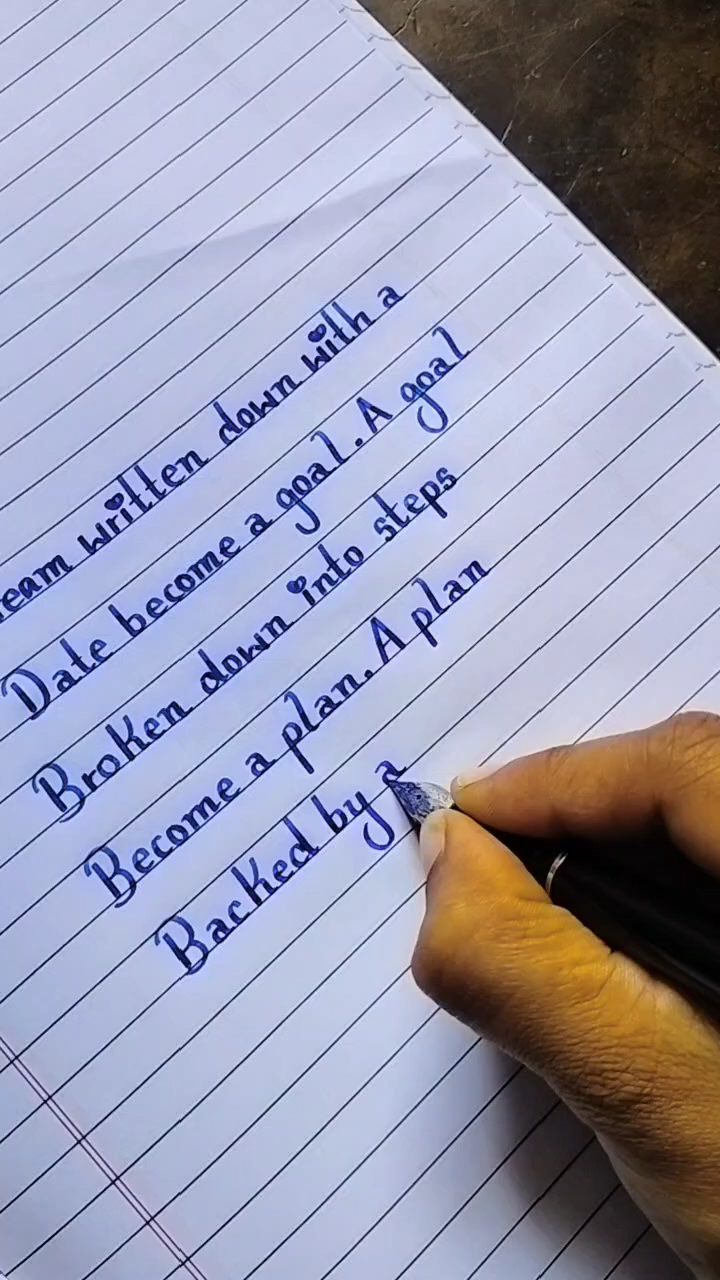 eam written down with a
Date become a goal. A goal
Broken down into steps
Become a plan. A plan
Backed by a